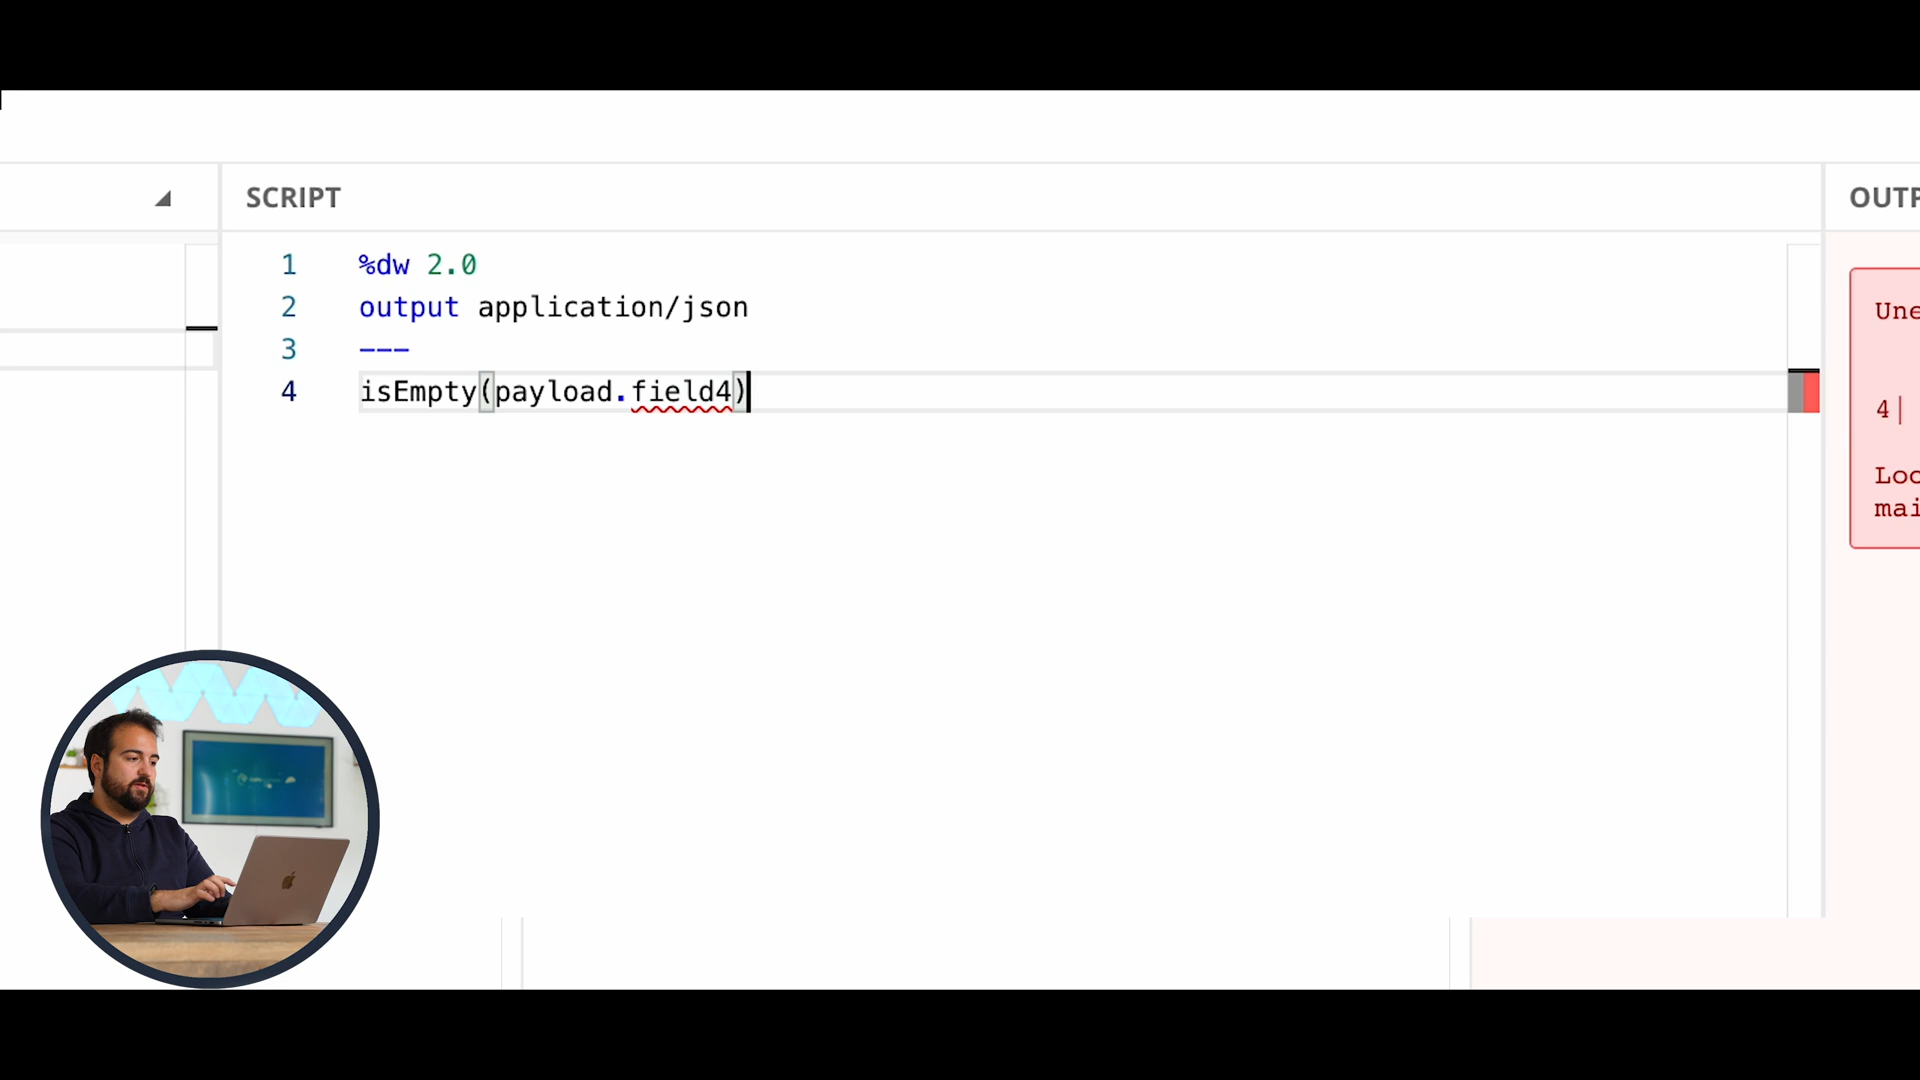 SCRIPT
1 %dw 2.0
2 output application/json
3 ---
4 isEmpty(payload.field4)
OUTP
Une
4|
Loc
mai